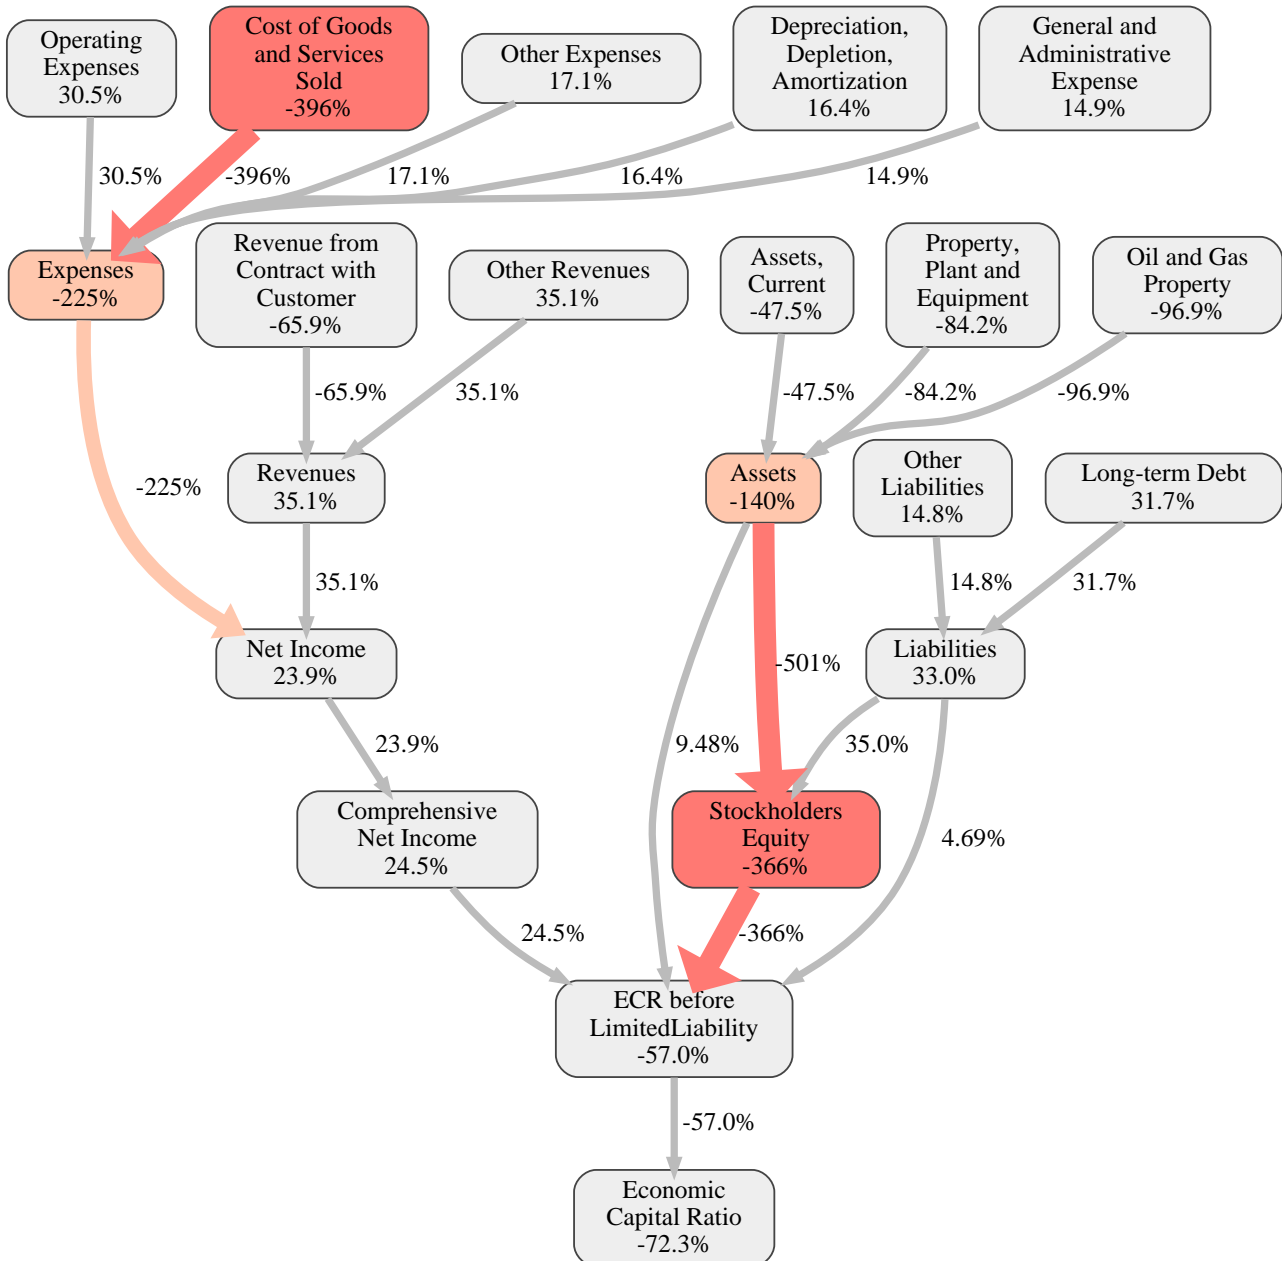 Operating
Expenses
30.5%
Cost of Goods
and Services
Sold
-396%
Other Expenses
17.1%
Depreciation,
Depletion,
Amortization
16.4%
General and
Administrative
Expense
14.9%
30.5%
-396%
17.1%
16.4%
14.9%
Expenses
-225%
Revenue from
Contract with
Customer
-65.9%
Other Revenues
35.1%
Assets,
Current
-47.5%
Property,
Plant and
Equipment
-84.2%
Oil and Gas
Property
-96.9%
-65.9%
35.1%
-47.5%
-84.2%
-96.9%
-225%
Revenues
35.1%
Assets
-140%
Other
Liabilities
14.8%
Long-term Debt
31.7%
35.1%
14.8%
31.7%
Net Income
23.9%
-501%
Liabilities
33.0%
23.9%
9.48%
35.0%
Comprehensive
Net Income
24.5%
Stockholders
Equity
-366%
4.69%
24.5%
-366%
ECR before
LimitedLiability
-57.0%
-57.0%
Economic
Capital Ratio
-72.3%